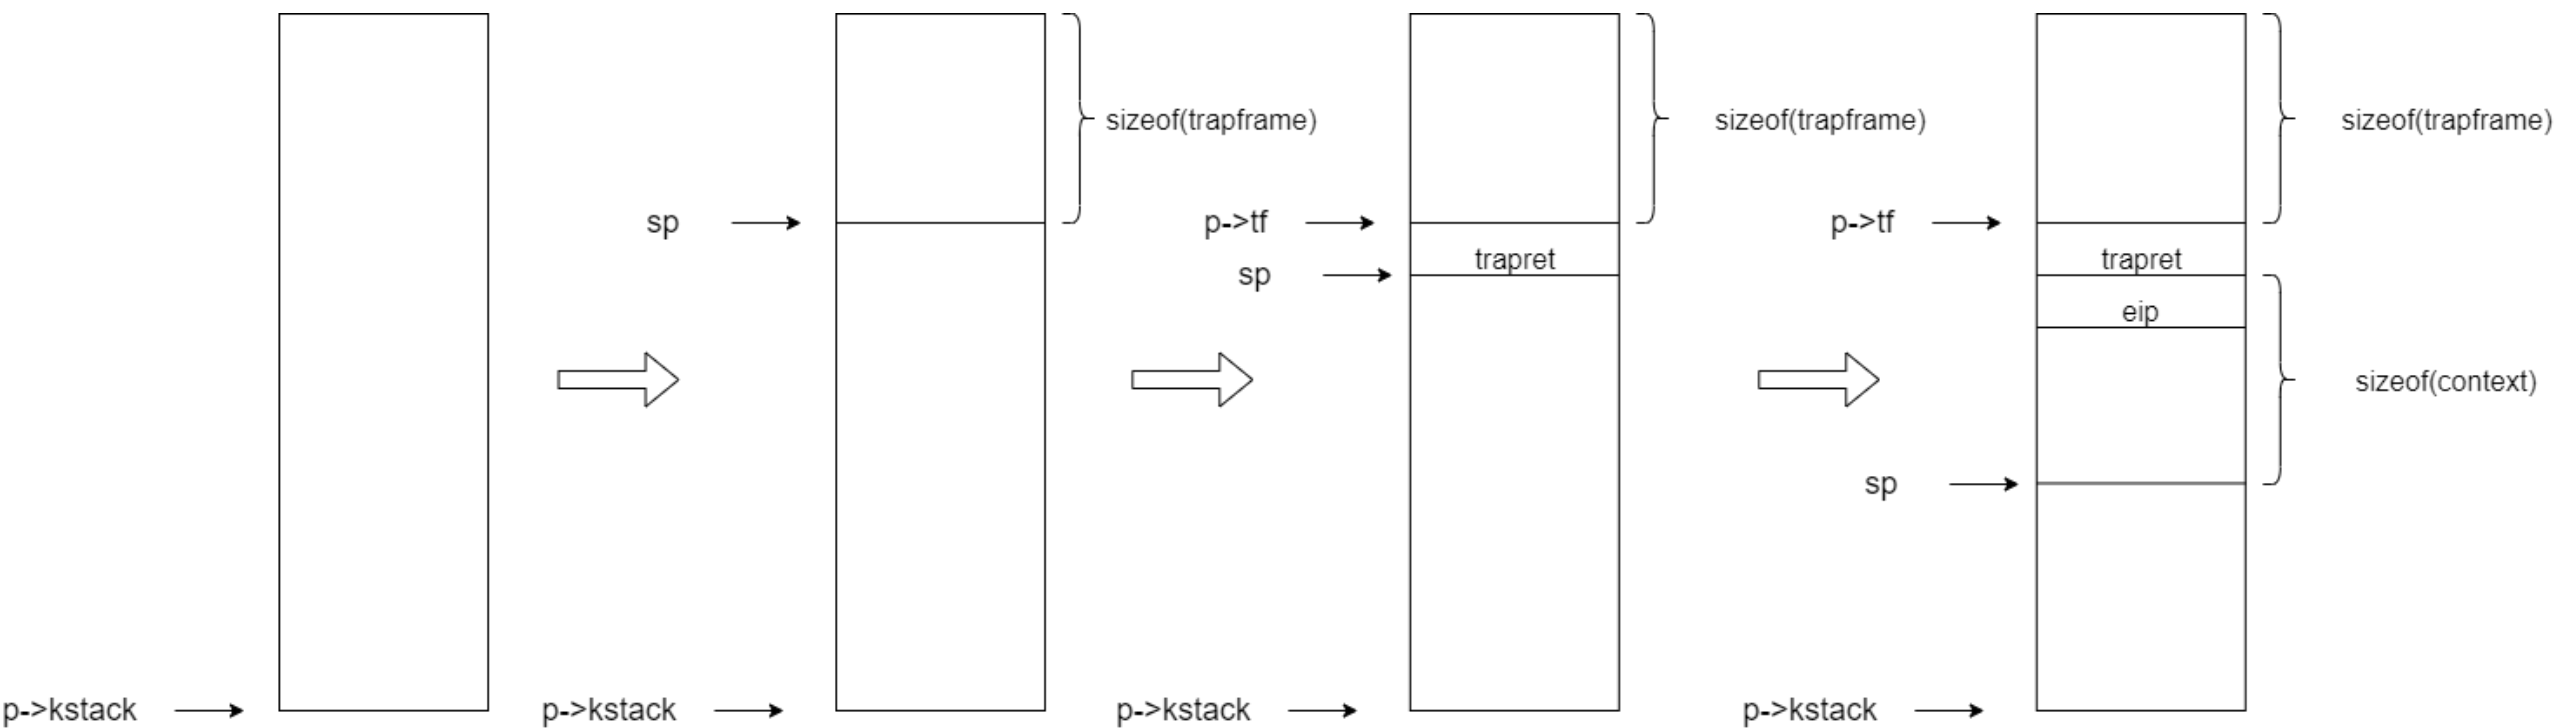 sizeof(trapframe)
sizeof(trapframe)
sizeof(trapframe)
sp
p->tf
p->tf
trapret
trapret
sp
eip
sizeof(context)
sp
p->kstack
p->kstack
p->kstack
p->kstack